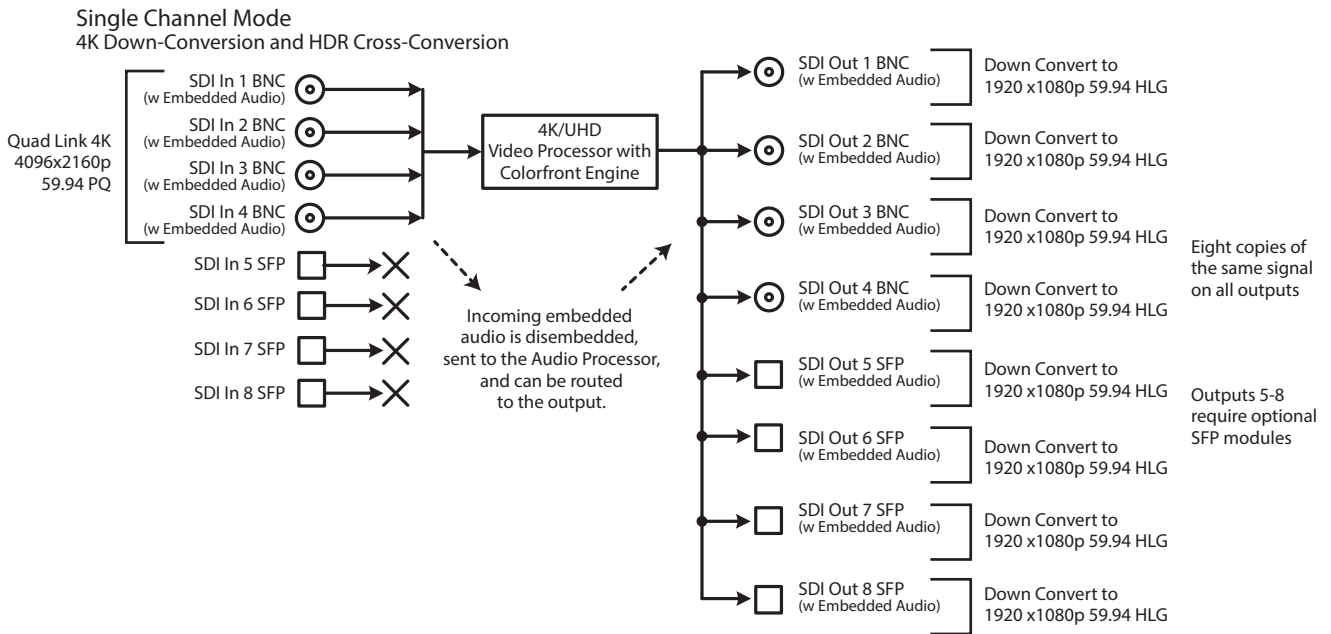 Single Channel Mode
4K Down-Conversion and HDR Cross-Conversion
Quad Link 4K
4096x2160p
59.94 PQ
SDI In 1 BNC
(w Embedded Audio)
SDI In 2 BNC
(w Embedded Audio)
SDI In 3 BNC
(w Embedded Audio)
SDI In 4 BNC
(w Embedded Audio)
SDI In 5 SFP
SDI In 6 SFP
SDI In 7 SFP
SDI In 8 SFP
4K/UHD
Video Processor with
Colorfront Engine
Incoming embedded
audio is disembedded,
sent to the Audio Processor,
and can be routed
to the output.
SDI Out 1 BNC
(w Embedded Audio)
Down Convert to
1920 x1080p 59.94 HLG
SDI Out 2 BNC
(w Embedded Audio)
Down Convert to
1920 x1080p 59.94 HLG
SDI Out 3 BNC
(w Embedded Audio)
Down Convert to
1920 x1080p 59.94 HLG
SDI Out 4 BNC
(w Embedded Audio)
Down Convert to
1920 x1080p 59.94 HLG
SDI Out 5 SFP
(w Embedded Audio)
Down Convert to
1920 x1080p 59.94 HLG
SDI Out 6 SFP
(w Embedded Audio)
Down Convert to
1920 x1080p 59.94 HLG
SDI Out 7 SFP
(w Embedded Audio)
Down Convert to
1920 x1080p 59.94 HLG
SDI Out 8 SFP
(w Embedded Audio)
Down Convert to
1920 x1080p 59.94 HLG
Eight copies of
the same signal
on all outputs
Outputs 5-8
require optional
SFP modules